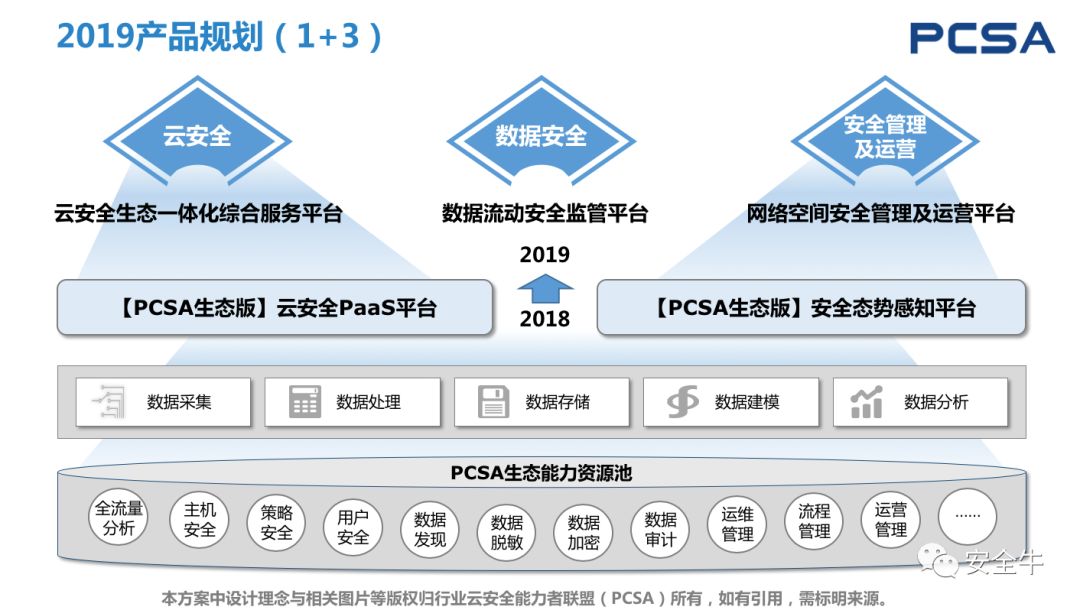 2019产品规划（1+3）
PCSA
云安全
数据安全
安全管理
及运营
云安全生态一体化综合服务平台
数据流动安全监管平台
网络空间安全管理及运营平台
2019
【PCSA生态版】云安全PaaS平台
2018
【PCSA生态版】安全态势感知平台
数据采集
数据处理
数据存储
数据建模
数据分析
PCSA生态能力资源池
全流量
分析
主机
安全
策略
安全
用户
安全
数据
发现
数据
脱敏
数据
加密
数据
审计
运维
管理
流程
管理
运营
管理
······
安全牛
本方案中设计理念与相关图片等版权归行业云安全能力者联盟（PCSA）所有，如有引用，需标明来源。